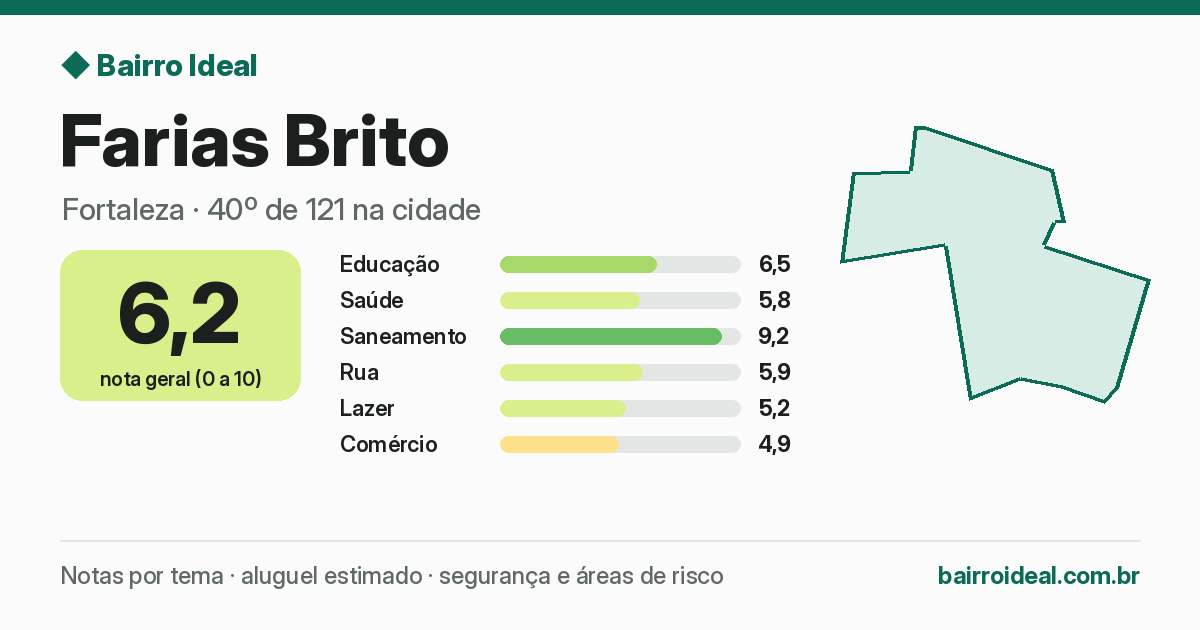 Bairro Ideal
Farias Brito
Fortaleza · 40º de 121 na cidade
6,2
nota geral (0 a 10)
Educação 6,5
Saúde 5,8
Saneamento 9,2
Rua 5,9
Lazer 5,2
Comércio 4,9
Notas por tema · aluguel estimado · segurança e áreas de risco
bairroideal.com.br